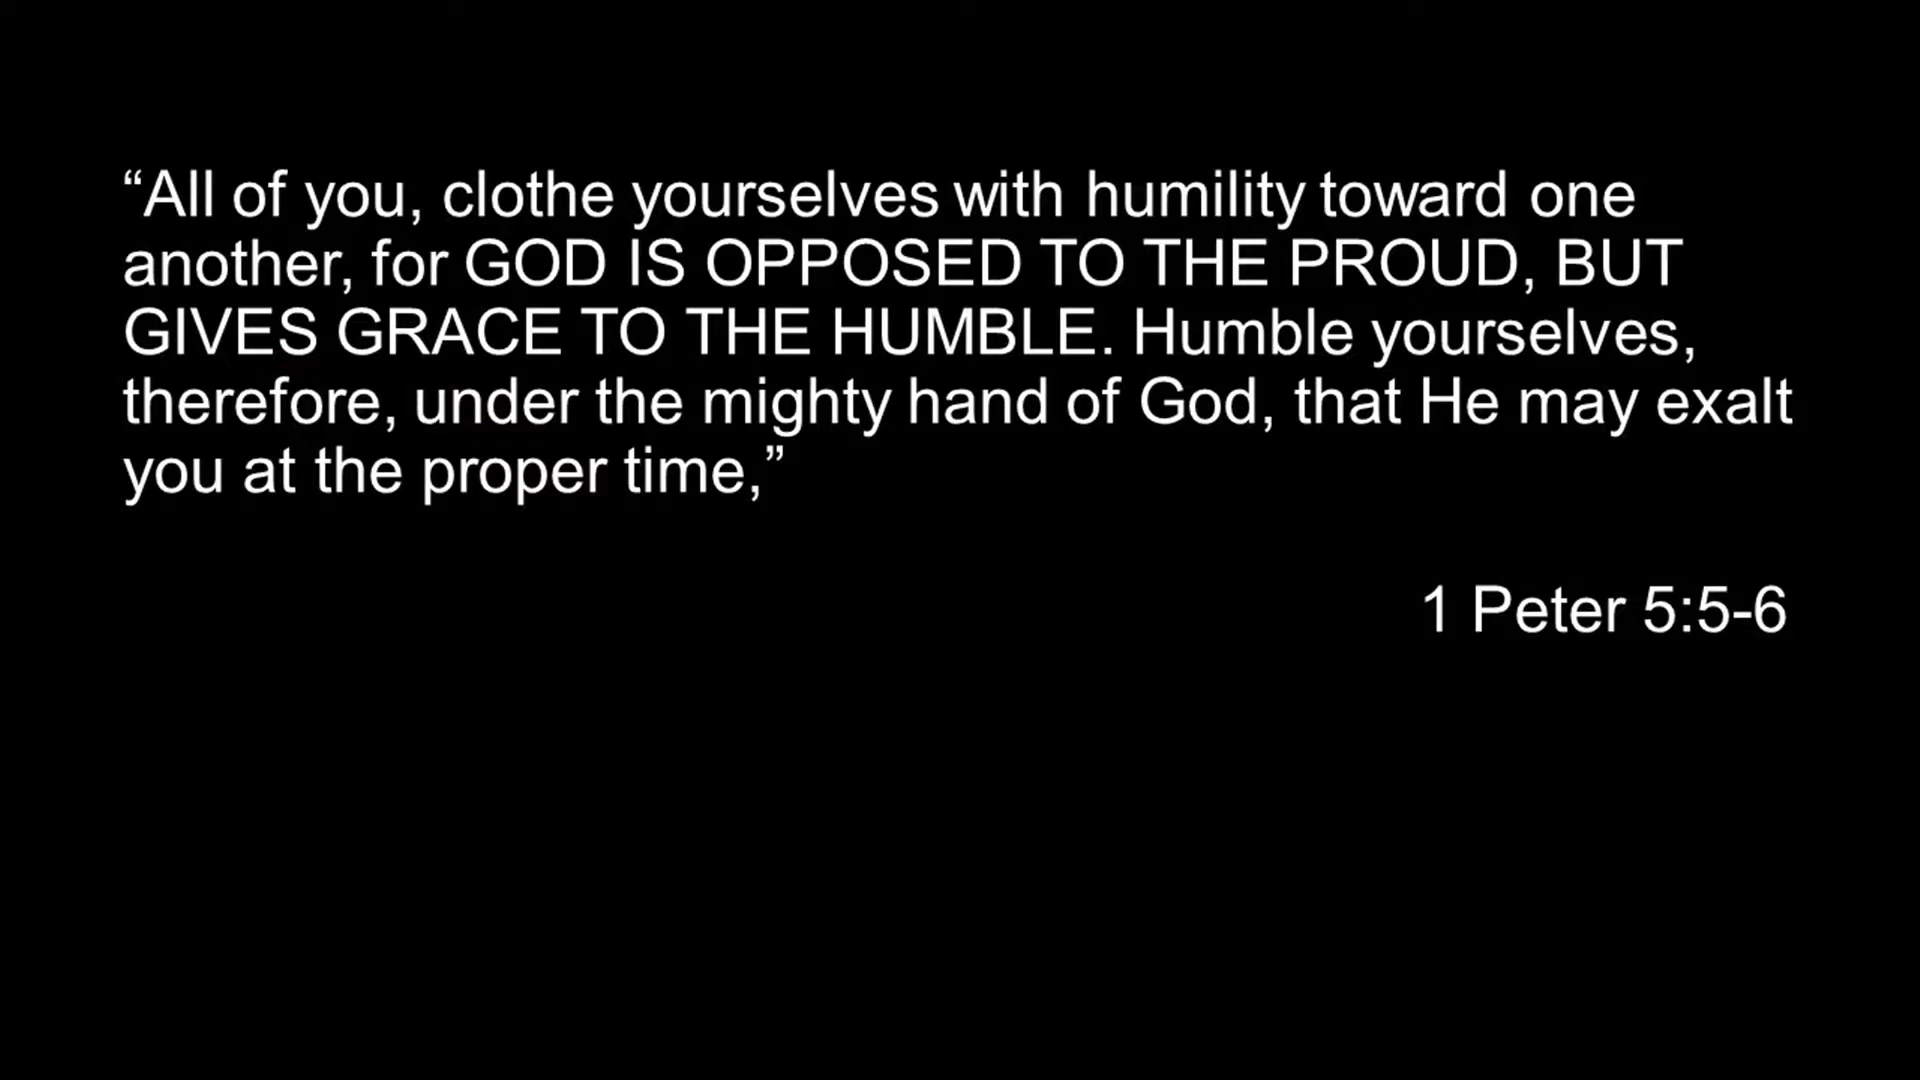 “All of you, clothe yourselves with humility toward one
another, for GOD IS OPPOSED TO THE PROUD, BUT
GIVES GRACE TO THE HUMBLE. Humble yourselves,
therefore, under the mighty hand of God, that He may exalt
you at the proper time,”
1 Peter 5:5-6